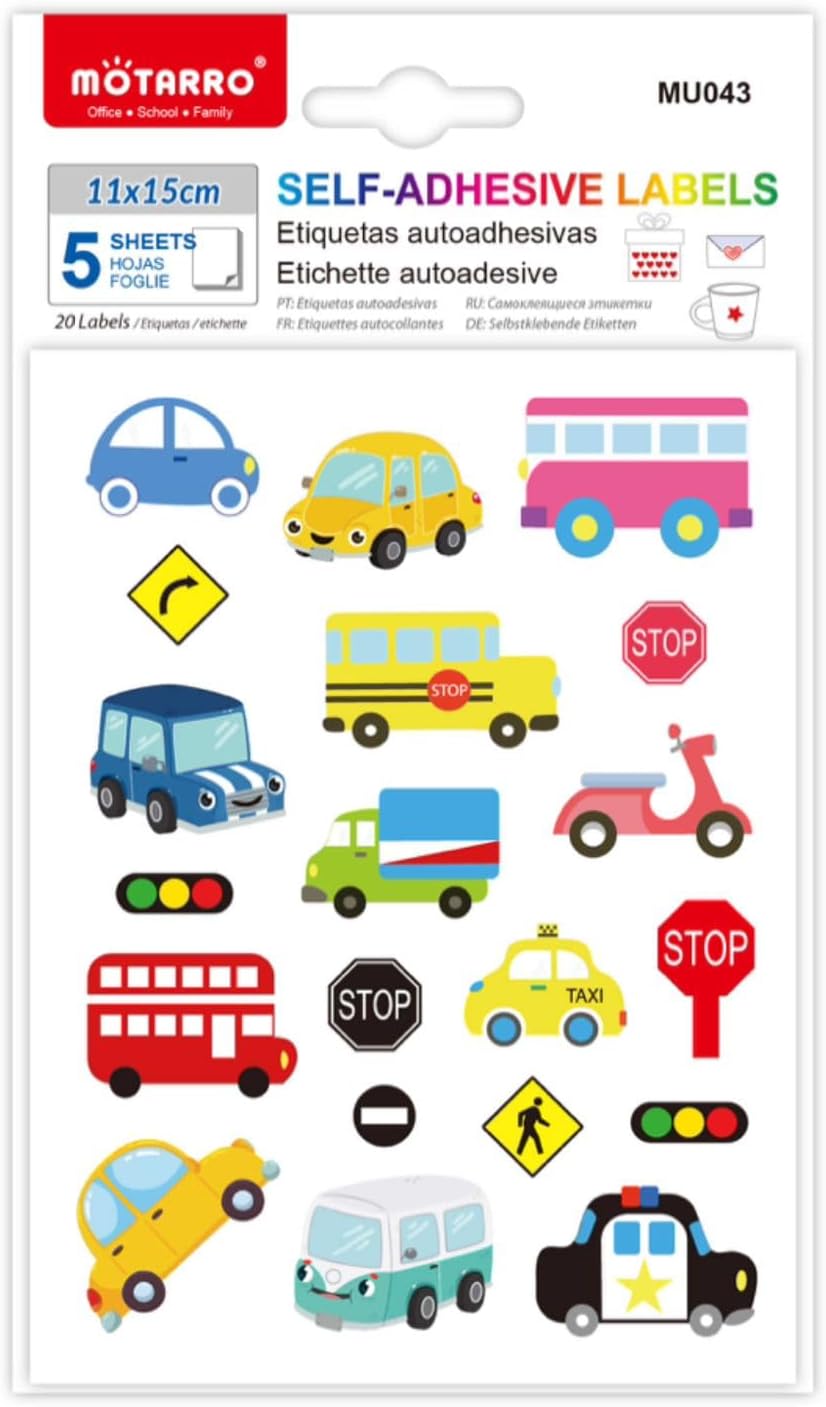 MOTARRO®
Office • School • Family
MU043
11x15cm
5 SHEETS
HOJAS
FOGLIE
20 Labels / Etiquetas / etichette
SELF-ADHESIVE LABELS
Etiquetas autoadhesivas
Etichette autoadesive
PT: Etiquetas autoadesivas
RU: Самоклеящиеся этикетки
FR: Etiquettes autocollantes
DE: Selbstklebende Etiketten
STOP
STOP
STOP
STOP
TAXI